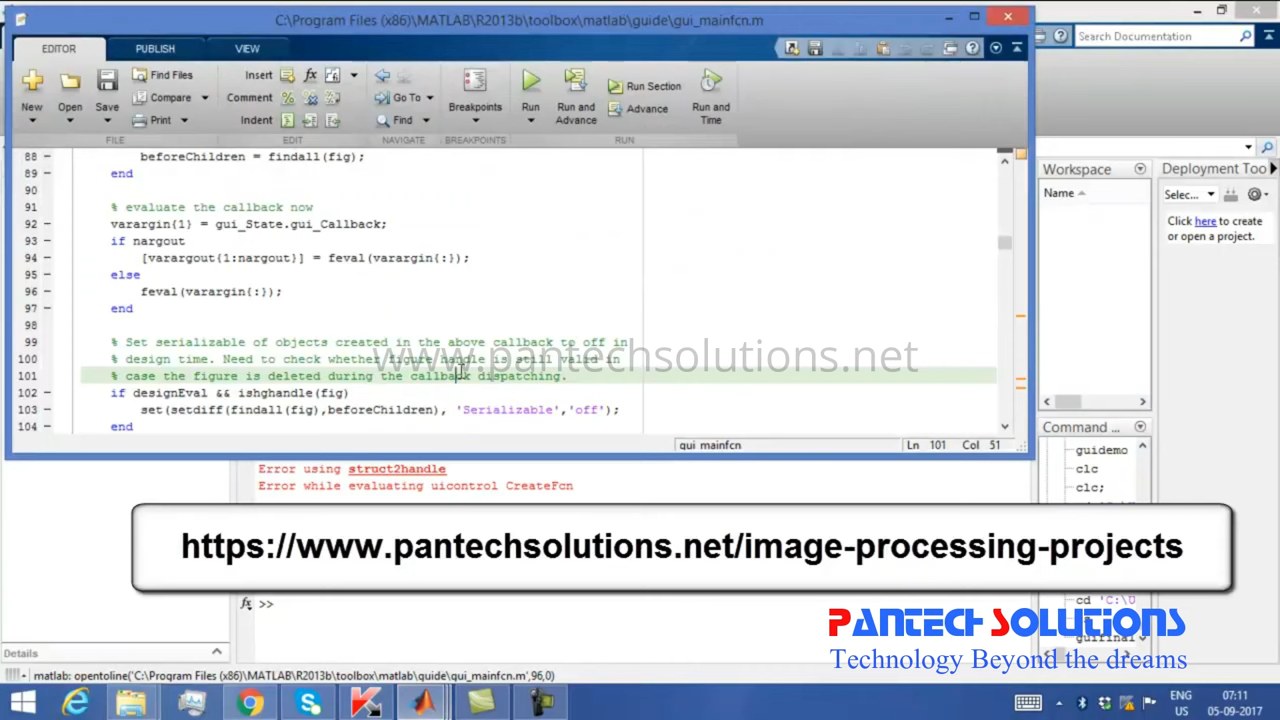 C:\Program Files (x86)\MATLAB\R2013b\toolbox\matlab\guide\gui_mainfcn.m
EDITOR PUBLISH VIEW
Search Documentation
New Open Save
Find Files
Compare
Print
Insert
Comment
Indent
Go To
Find
Breakpoints
Run
Run and Advance
Run Section
Advance
Run and Time
FILE EDIT NAVIGATE BREAKPOINTS RUN
88 beforeChildren = findall(fig);
89 end
90
91 % evaluate the callback now
92 varargin{1} = gui_State.gui_Callback;
93 if nargout
94 [varargout{1:nargout}] = feval(varargin{:});
95 else
96 feval(varargin{:});
97 end
98
99 % Set serializable of objects created in the above callback to off in
100 % design time. Need to check whether figure handle is still valid in
101 % case the figure is deleted during the callback dispatching.
102 if designEval && ishghandle(fig)
103 set(setdiff(findall(fig),beforeChildren), 'Serializable','off');
104 end
www.pantechsolutions.net
gui_mainfcn Ln 101 Col 51
Workspace
Name
Deployment Too
Selec...
Click here to create
or open a project.
Command ...
guidemo
clc
clc;
Error using struct2handle
Error while evaluating uicontrol CreateFcn
https://www.pantechsolutions.net/image-processing-projects
fx >>
cd 'C:\U
guifinal
PANTECH SOLUTIONS
Technology Beyond the dreams
Details
matlab: opentoline('C:\Program Files (x86)\MATLAB\R2013b\toolbox\matlab\guide\gui_mainfcn.m',96,0)
ENG
US
07:11
05-09-2017